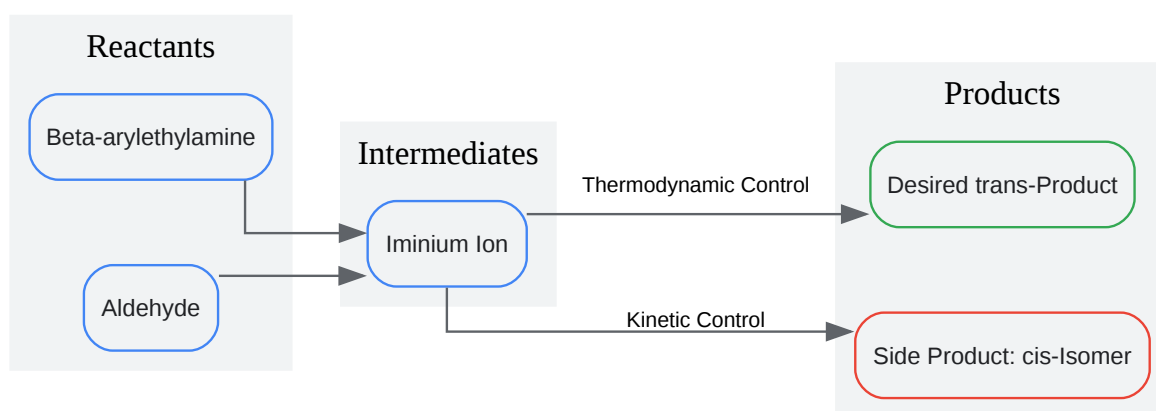 Reactants
Beta-arylethylamine
Aldehyde
Intermediates
Iminium Ion
Thermodynamic Control
Kinetic Control
Products
Desired trans-Product
Side Product: cis-Isomer